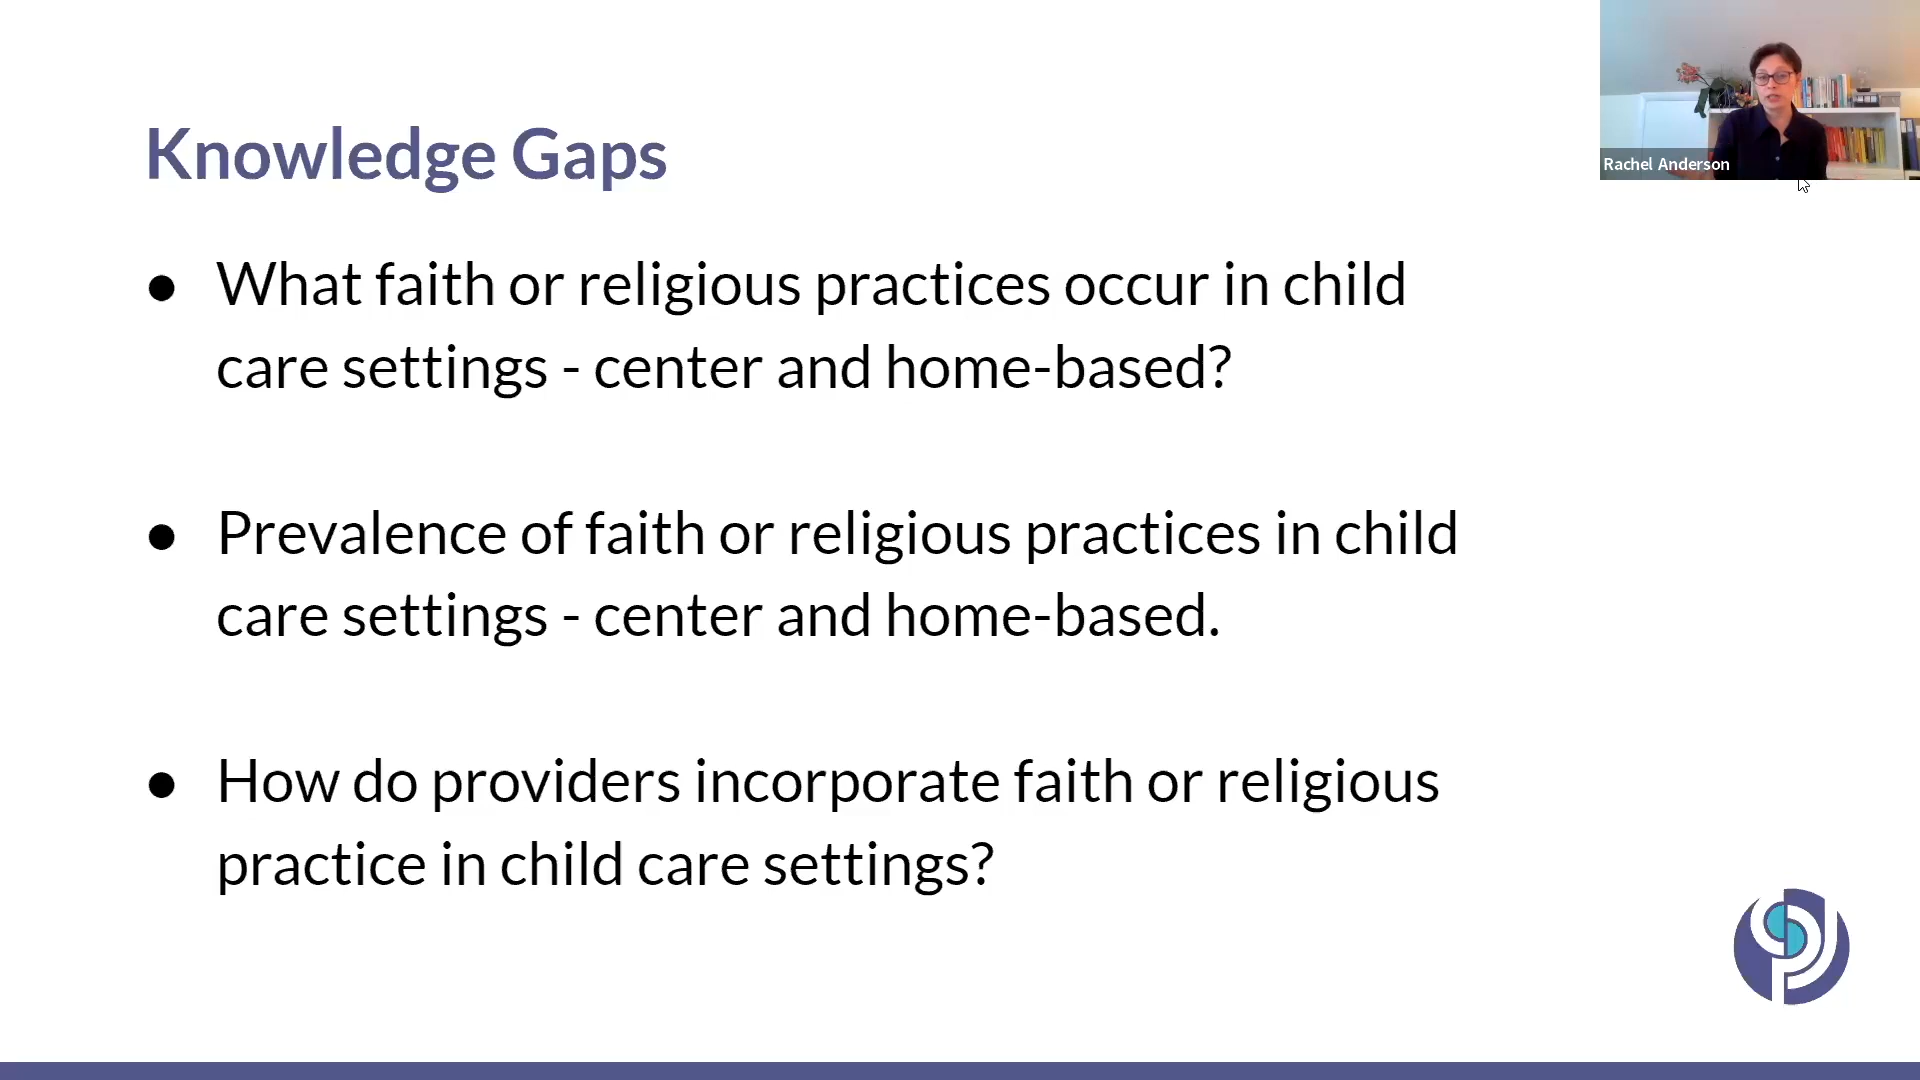 Knowledge Gaps
Rachel Anderson
● What faith or religious practices occur in child
care settings - center and home-based?
● Prevalence of faith or religious practices in child
care settings - center and home-based.
● How do providers incorporate faith or religious
practice in child care settings?